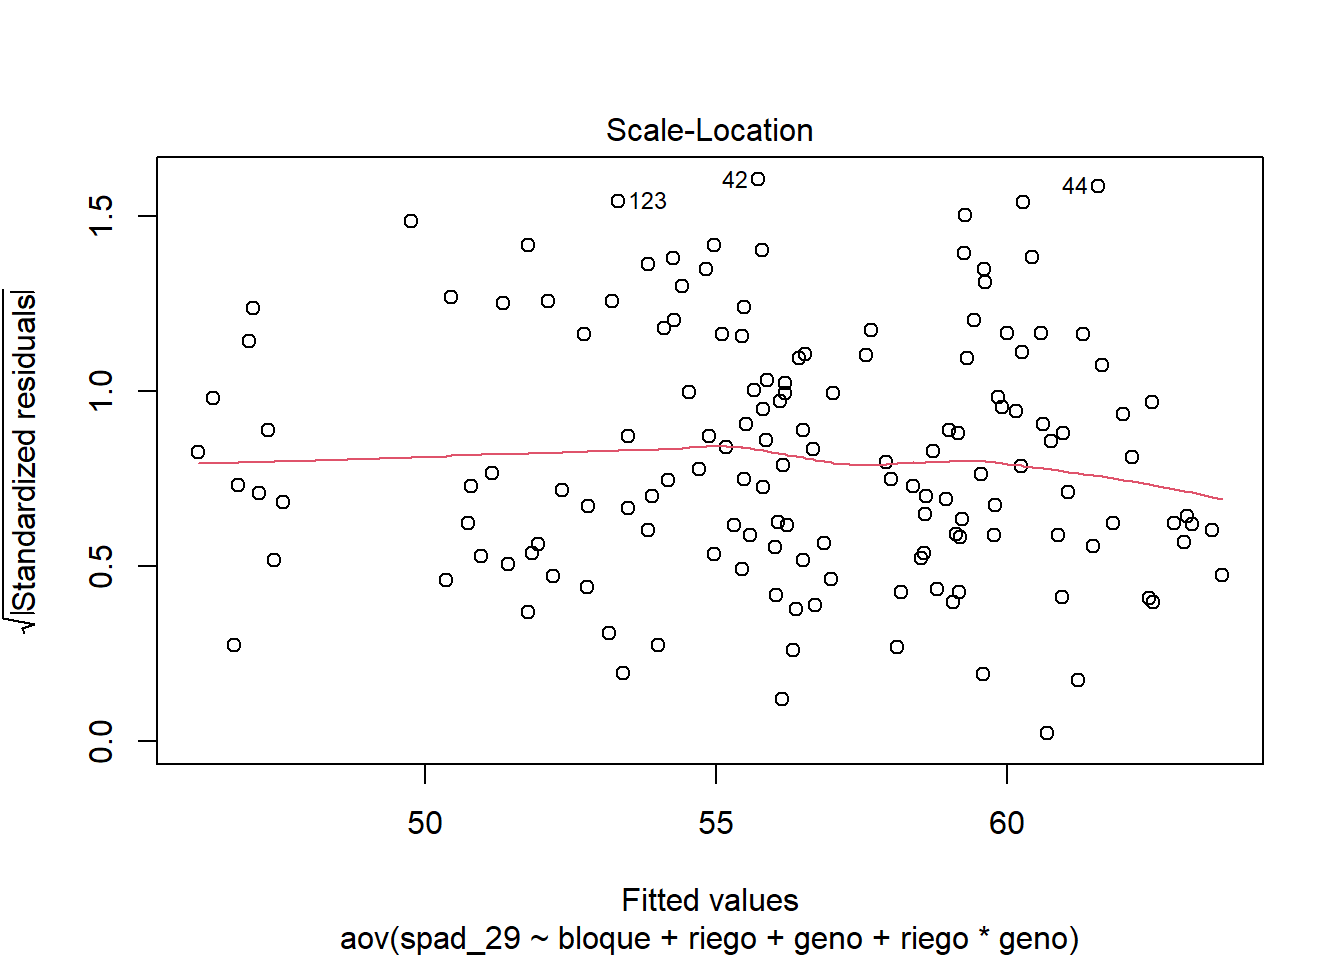 Scale-Location
√|Standardized residuals|
1.5
1.0
0.5
0.0
123
42
44
50 55 60
Fitted values
aov(spad_29 ~ bloque + riego + geno + riego * geno)